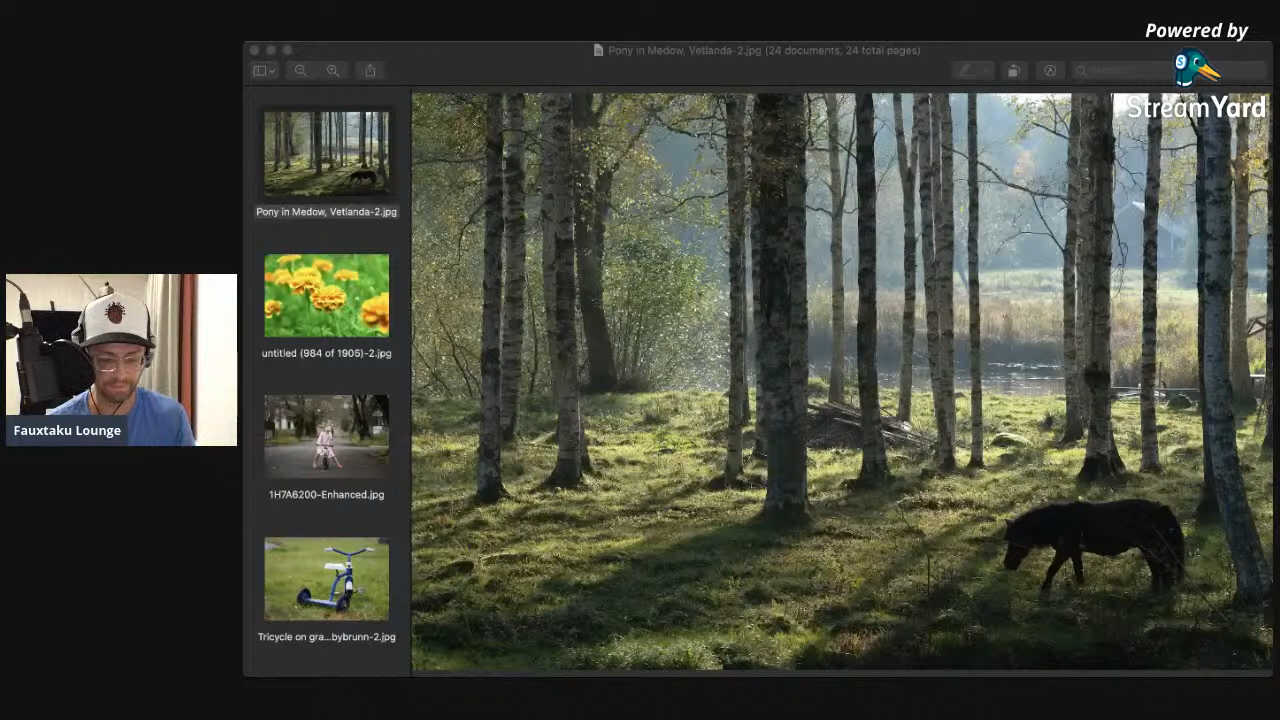 Powered by
StreamYard
Pony in Medow, Vetlanda-2.jpg (24 documents, 24 total pages)
Pony in Medow, Vetlanda-2.jpg
untitled (984 of 1905)-2.jpg
1H7A6200-Enhanced.jpg
Tricycle on gra...bybrunn-2.jpg
Fauxtaku Lounge